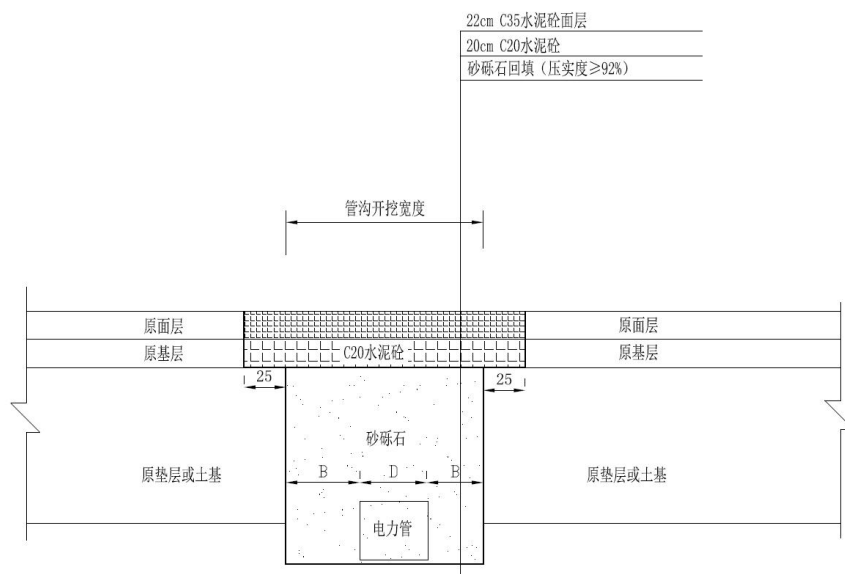 22cm C35水泥砼面层
20cm C20水泥砼
砂砾石回填（压实度≥92%）
管沟开挖宽度
原面层
原面层
原基层
C20水泥砼
原基层
25
25
砂砾石
B
D
B
原垫层或土基
原垫层或土基
电力管